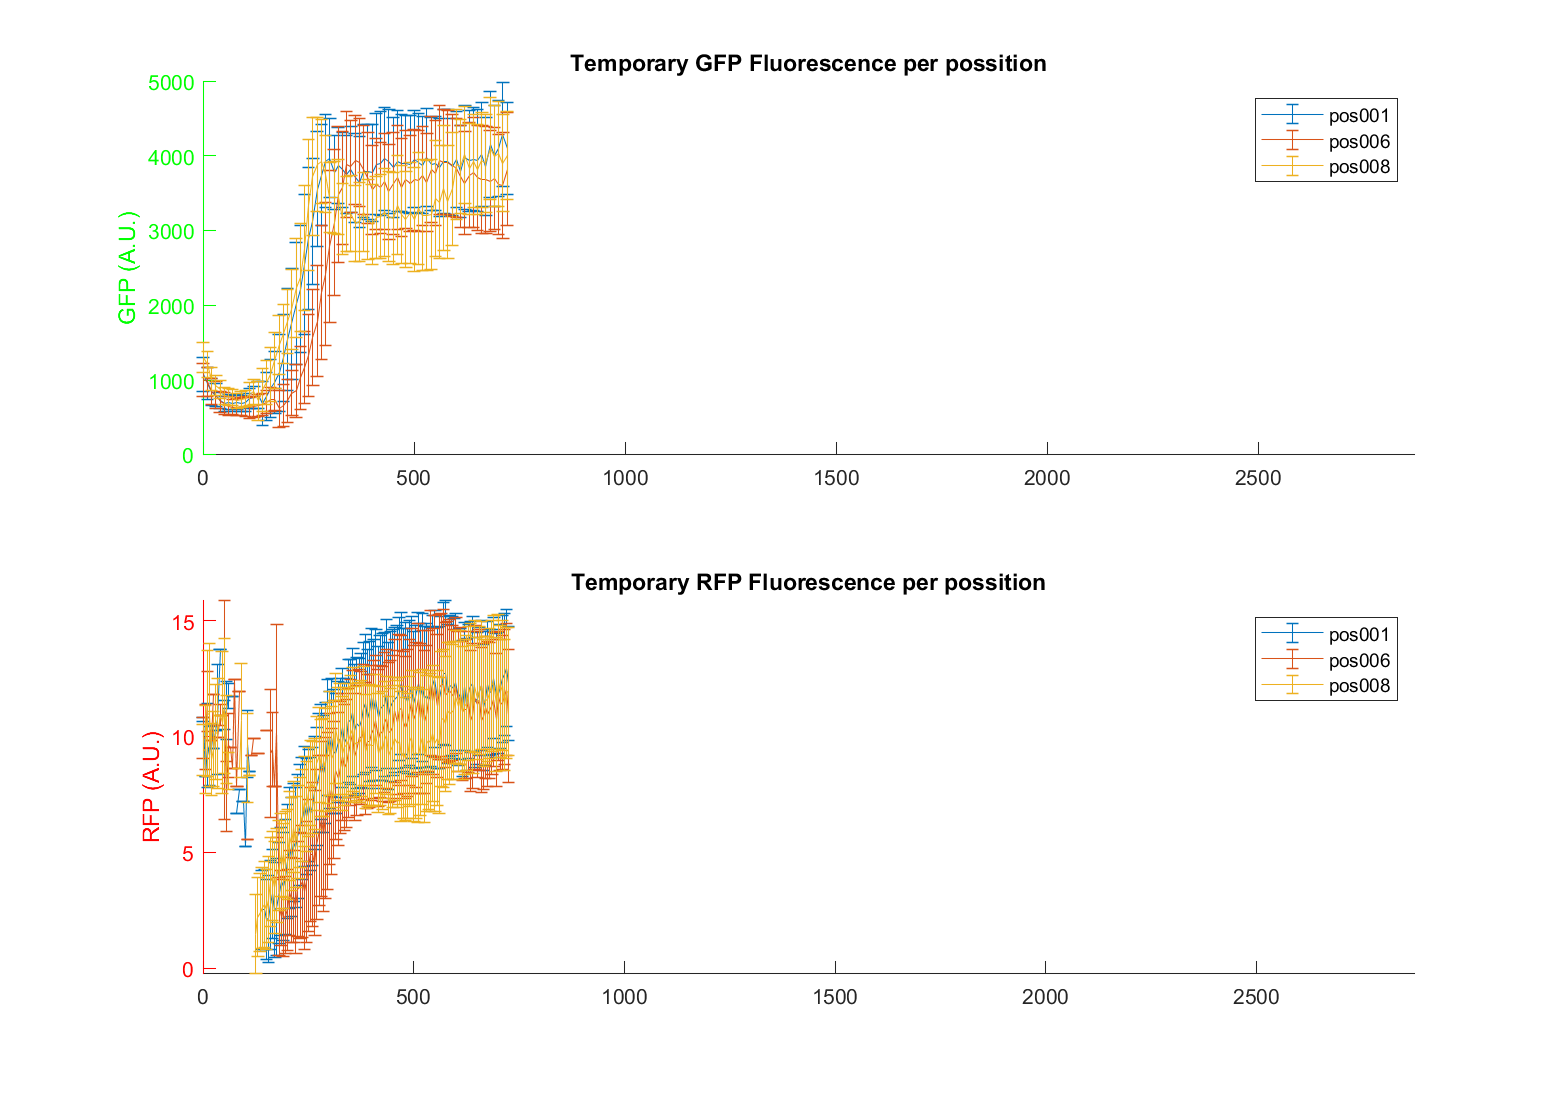 Temporary GFP Fluorescence per possition
5000
4000
3000
2000
1000
0
GFP (A.U.)
0 500 1000 1500 2000 2500
pos001
pos006
pos008
Temporary RFP Fluorescence per possition
15
10
5
0
RFP (A.U.)
0 500 1000 1500 2000 2500
pos001
pos006
pos008